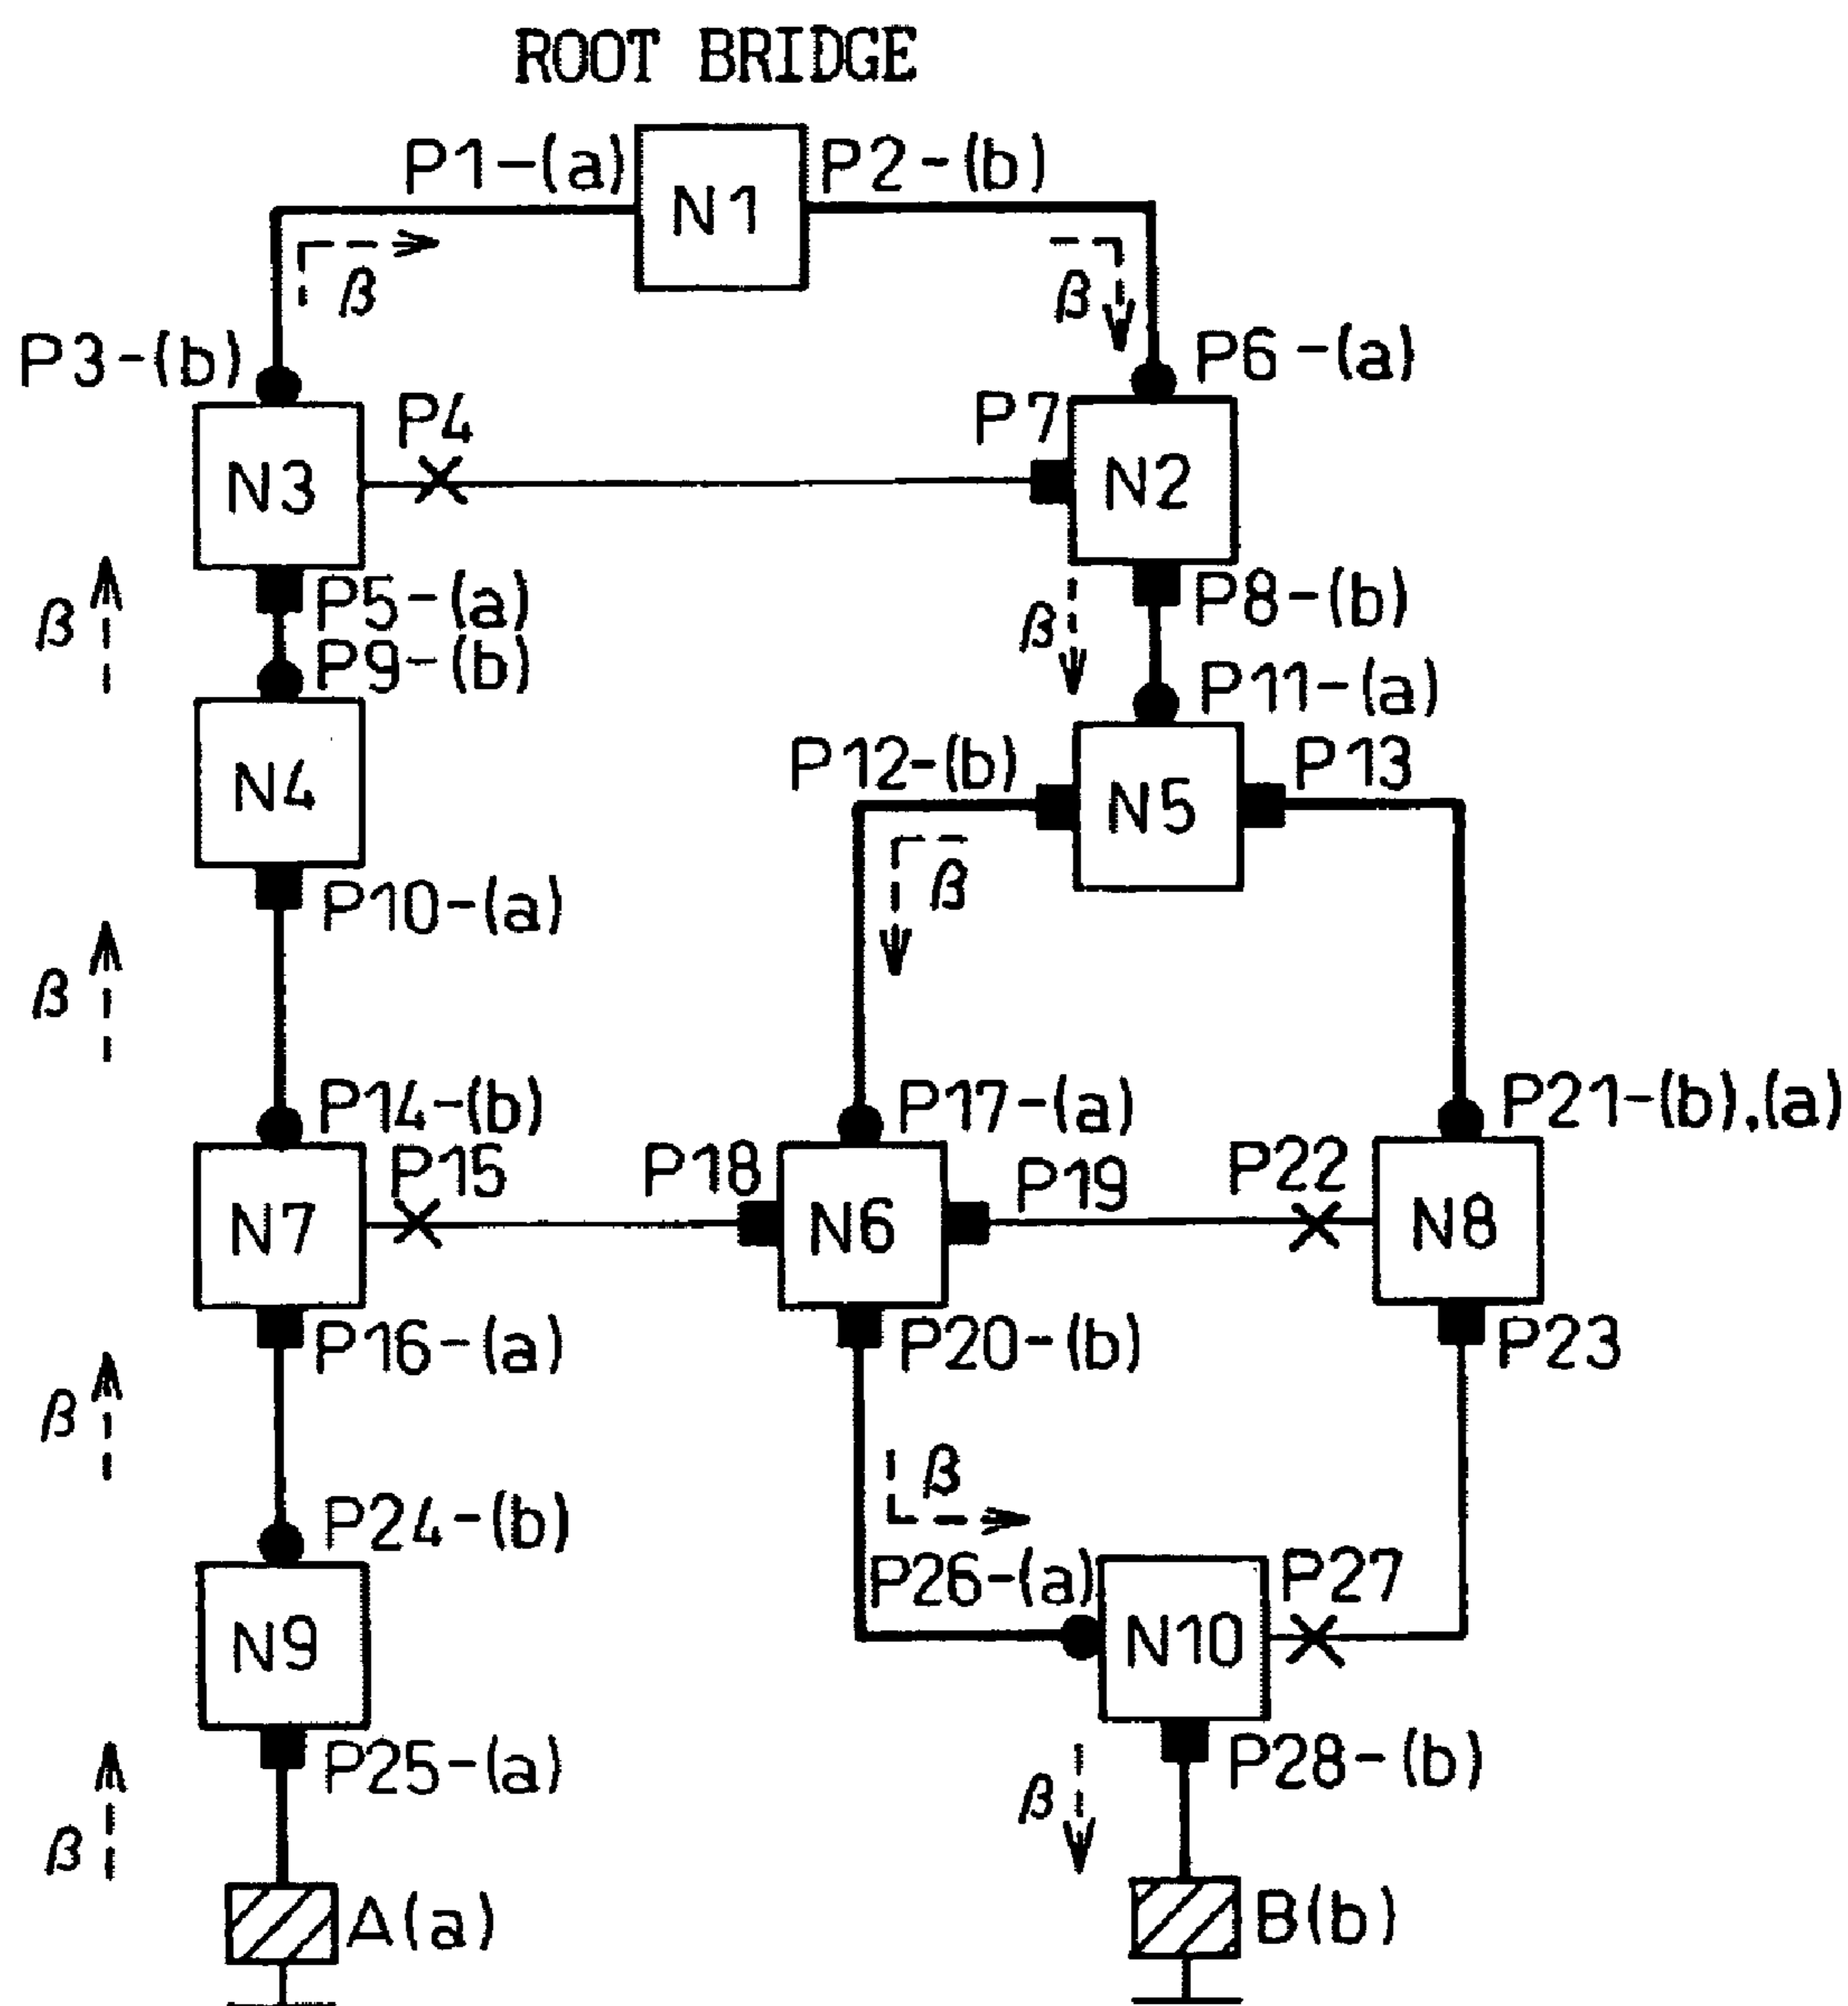 ROOT BRIDGE
P1-(a) N1 P2-(b)
β β
P3-(b) P6-(a)
P4 P7
N3 N2
β P5-(a) β P8-(b)
P9-(b) P11-(a)
P12-(b) P13
N4 N5
β
P10-(a)
β
P14-(b) P17-(a) P21-(b),(a)
P15 P18 P19 P22
N7 N6 N8
P16-(a) P20-(b) P23
β
β
P24-(b)
P26-(a) P27
N9 N10
P25-(a) P28-(b)
β β
A(a) B(b)